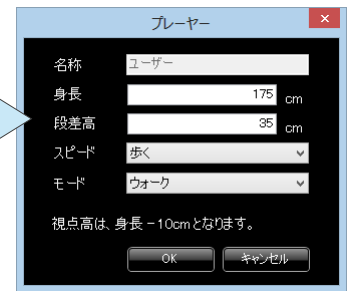 プレーヤー
名称 ユーザー
身長 175 cm
段差高 35 cm
スピード 歩く
モード ウォーク
視点高は、身長－10cmとなります。
OK キャンセル